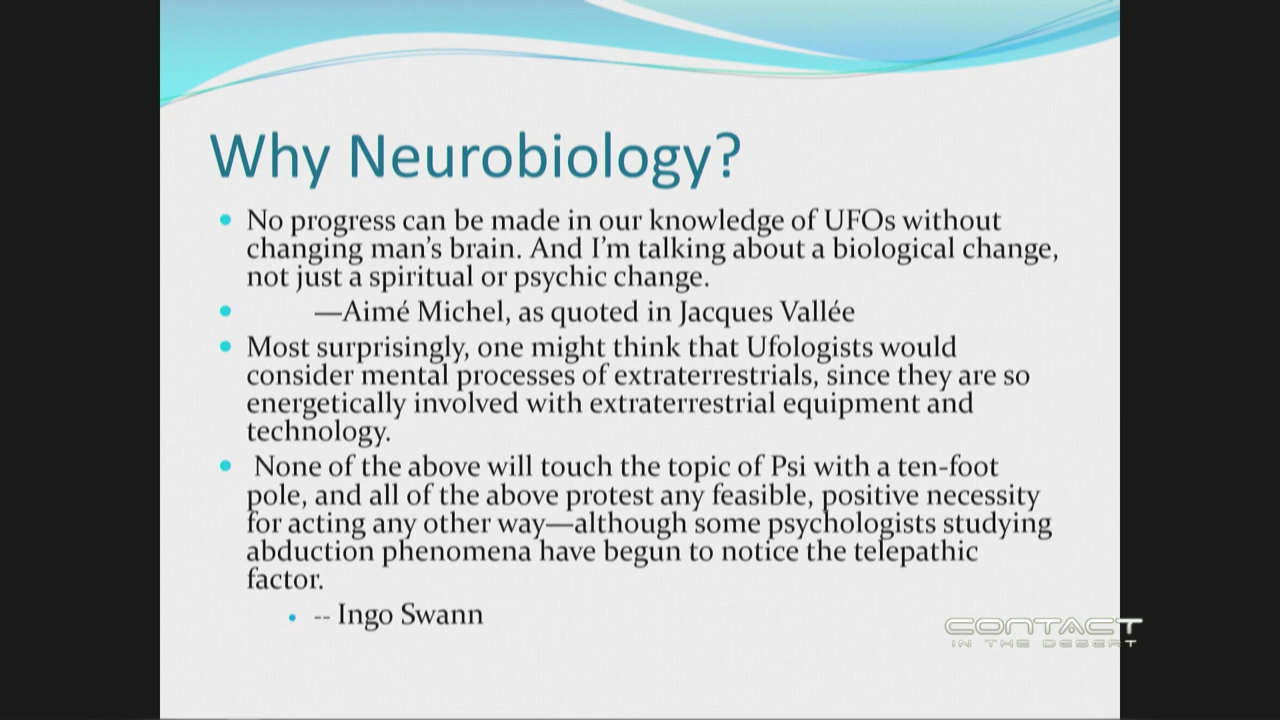 Why Neurobiology?
No progress can be made in our knowledge of UFOs without
changing man's brain. And I'm talking about a biological change,
not just a spiritual or psychic change.
—Aimé Michel, as quoted in Jacques Vallée
Most surprisingly, one might think that Ufologists would
consider mental processes of extraterrestrials, since they are so
energetically involved with extraterrestrial equipment and
technology.
None of the above will touch the topic of Psi with a ten-foot
pole, and all of the above protest any feasible, positive necessity
for acting any other way—although some psychologists studying
abduction phenomena have begun to notice the telepathic
factor.
-- Ingo Swann
CONTACT
IN THE DESERT